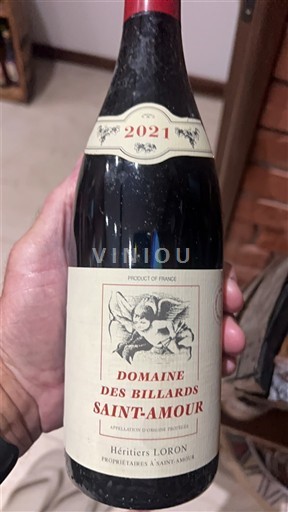 2021
VINIOU
PRODUCT OF FRANCE
DOMAINE
DES BILLARDS
SAINT-AMOUR
APPELLATION D'ORIGINE PROTÉGÉE
Héritiers LORON
PROPRIÉTAIRES À SAINT-AMOUR